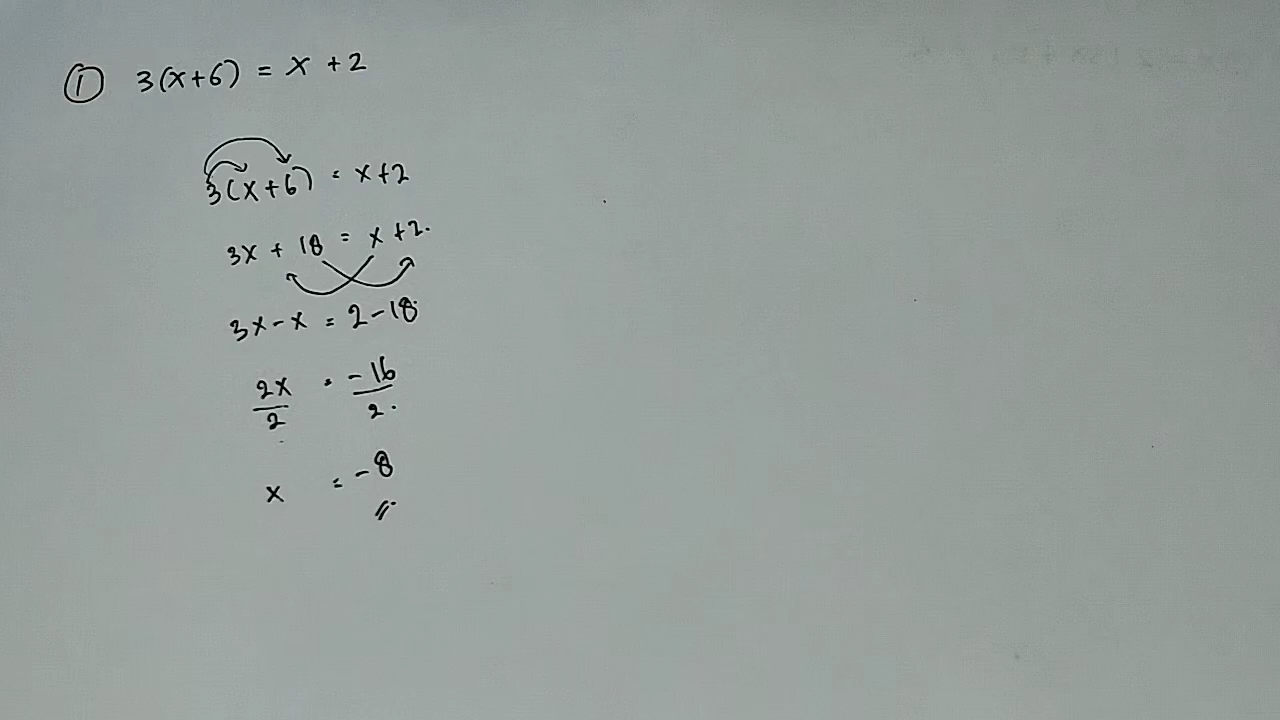 ① 3(x+6) = x +2
3(x+6) = x+2
3x + 18 = x +2.
3x-x = 2-18
2x/2 = -16/2
x = -8